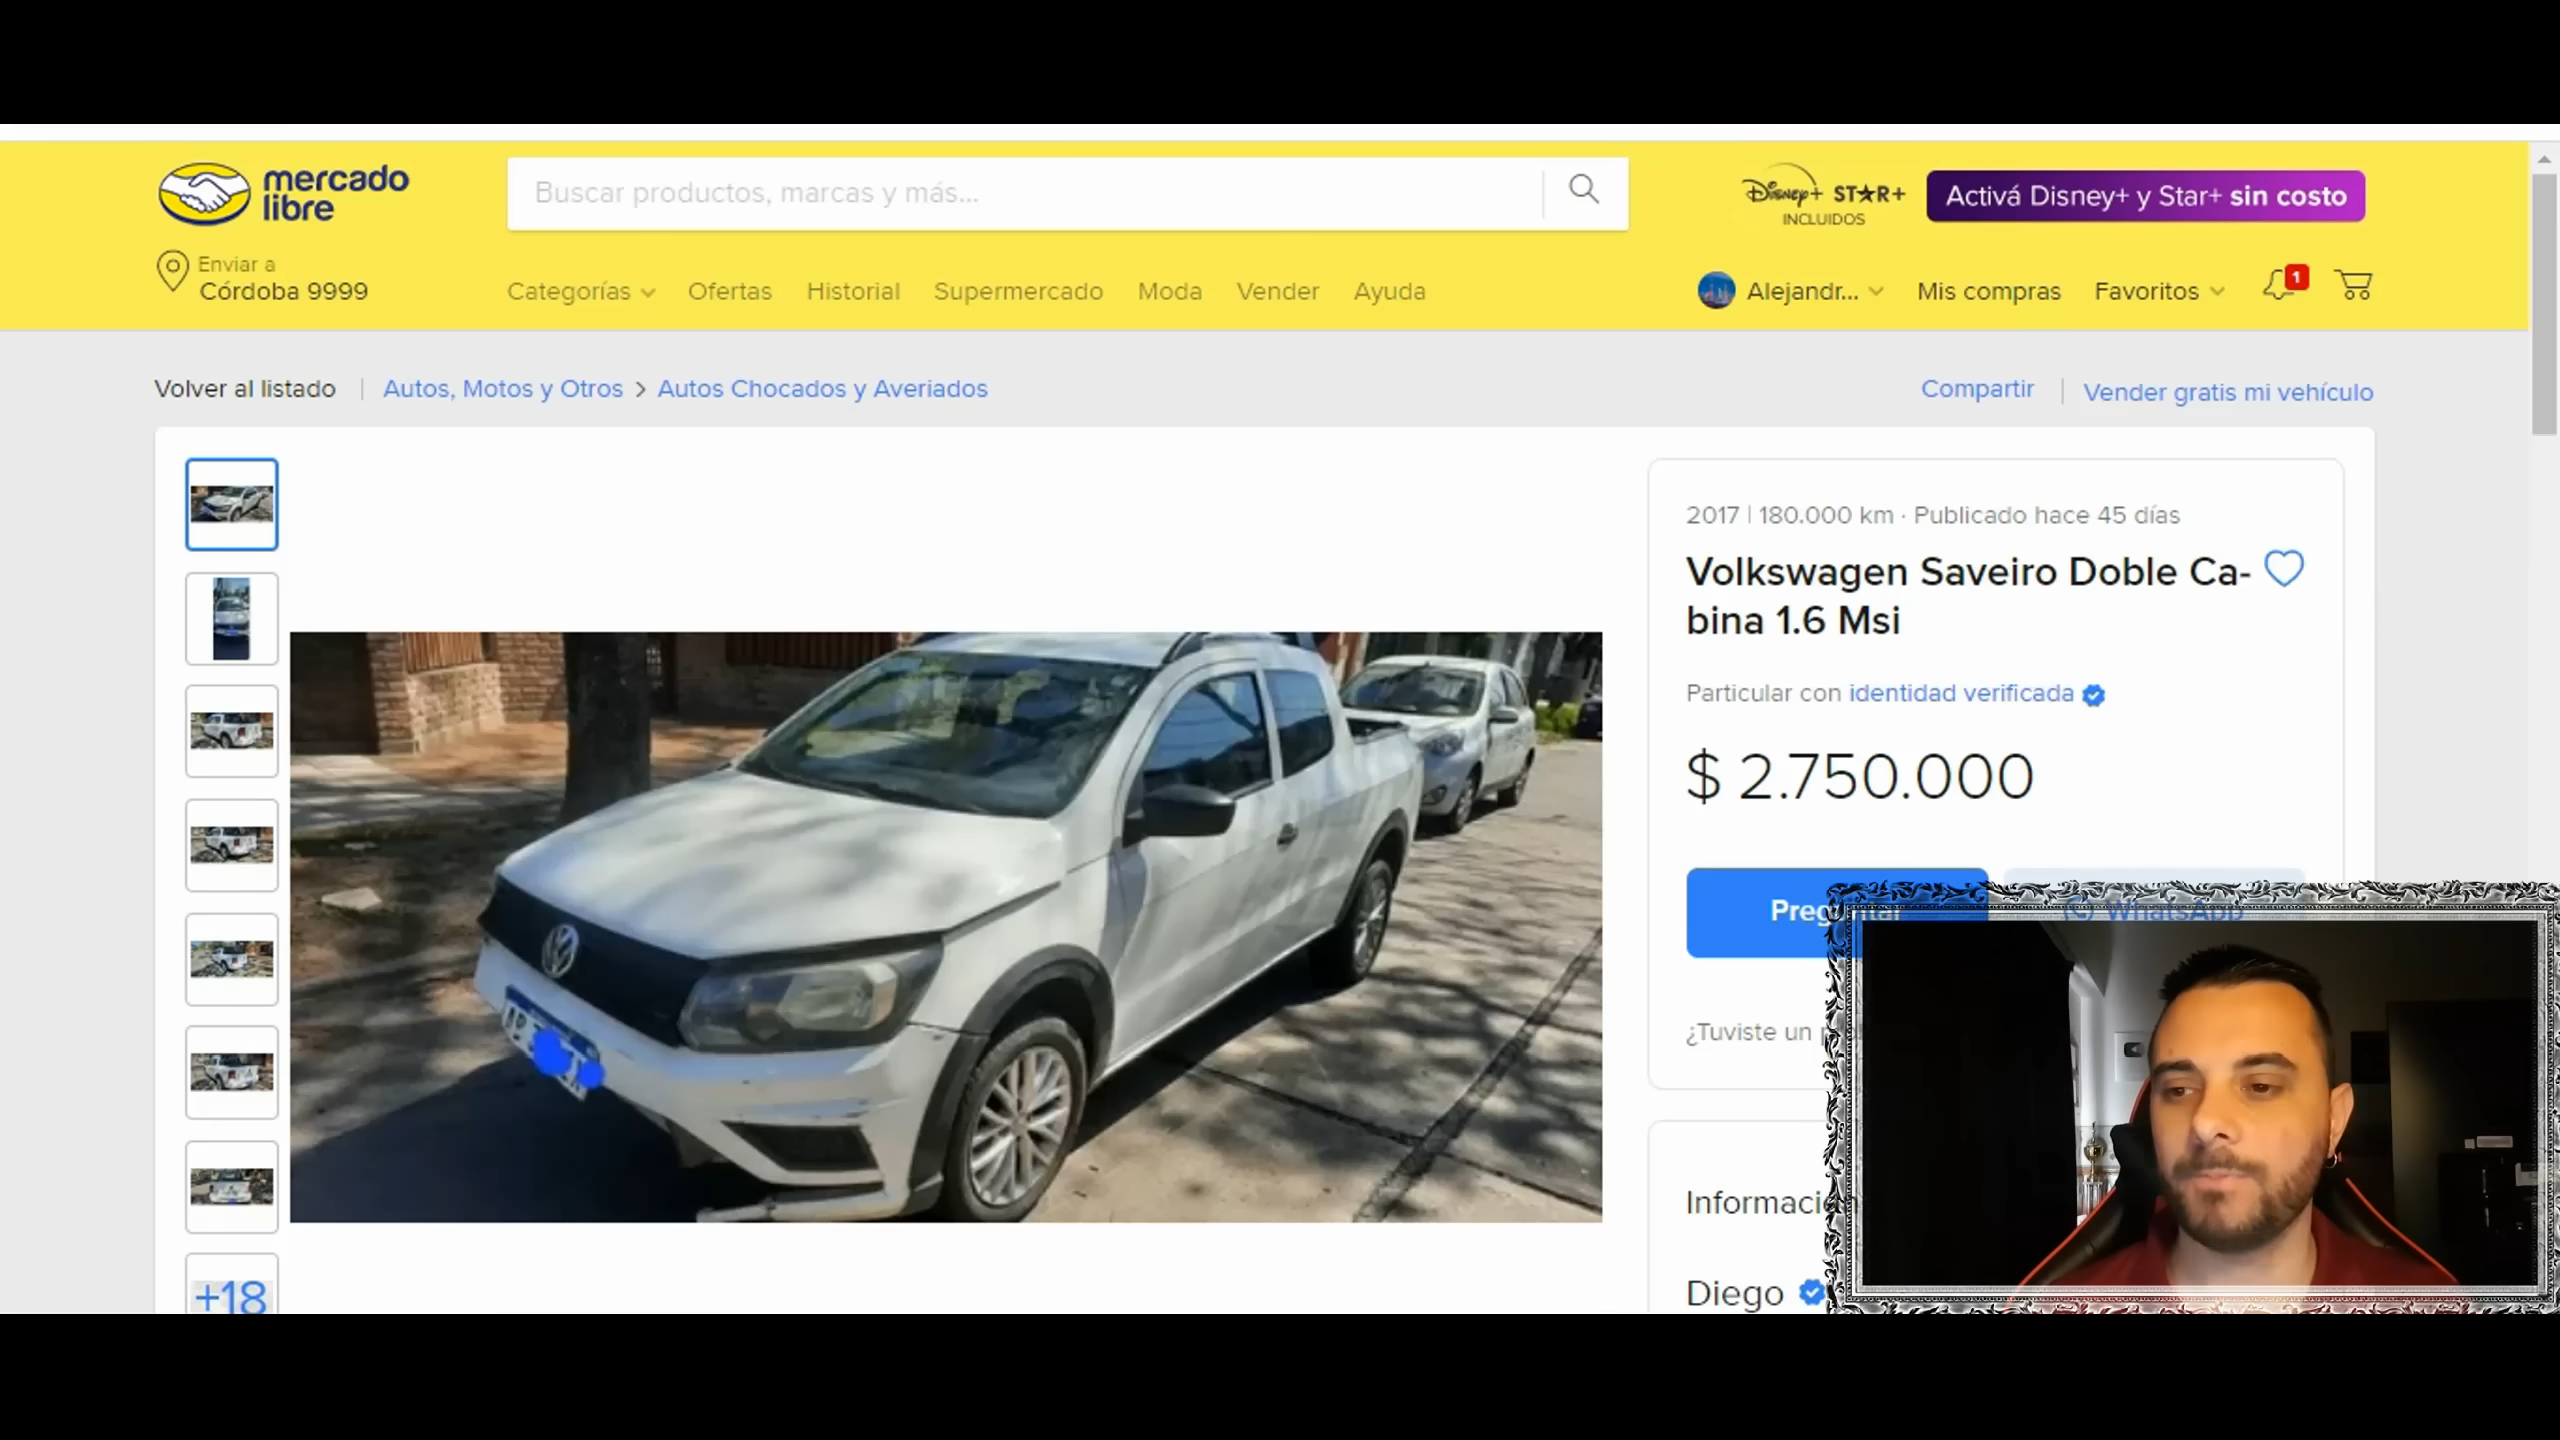 mercado
libre
Buscar productos, marcas y más...
Disney+ STAR+
INCLUIDOS
Activá Disney+ y Star+ sin costo
Enviar a
Córdoba 9999
Categorías
Ofertas
Historial
Supermercado
Moda
Vender
Ayuda
Alejandr...
Mis compras
Favoritos
1
Volver al listado
Autos, Motos y Otros > Autos Chocados y Averiados
Compartir
Vender gratis mi vehículo
2017 | 180.000 km · Publicado hace 45 días
Volkswagen Saveiro Doble Ca-
bina 1.6 Msi
Particular con identidad verificada
$ 2.750.000
Preguntar
WhatsApp
¿Tuviste un
Diego
+18